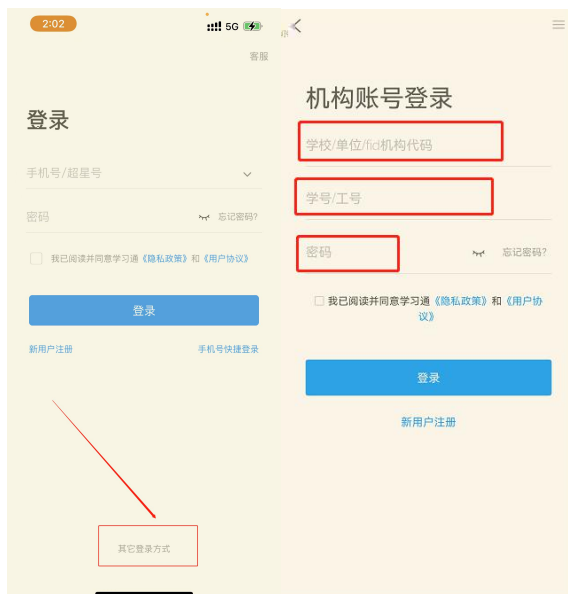 2:02
5G
客服
登录
手机号/超星号
密码
忘记密码?
我已阅读并同意学习通《隐私政策》和《用户协议》
登录
新用户注册
手机号快捷登录
其它登录方式
机构账号登录
学校/单位/fid机构代码
学号/工号
密码
忘记密码?
我已阅读并同意学习通《隐私政策》和《用户协
议》
登录
新用户注册